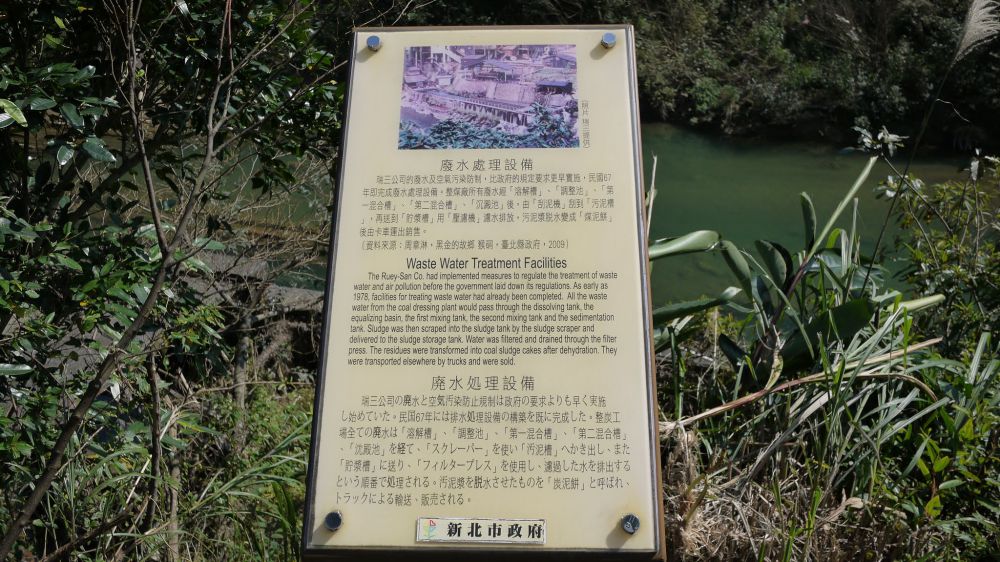 廢水處理設備
瑞三公司的廢水及空氣污染防制，比政府的規定要求更早實施，民國67
年即完成廢水處理設備。整煤廠所有廢水經「溶解槽」、「調整池」、「第
一混合槽」、「第二混合槽」、「沉澱池」後，由「刮泥機」刮到「污泥槽
」，再送到「貯漿槽」，用「壓濾機」濾水排放，污泥漿脫水變成「煤泥餅」
後由卡車運出銷售。
（資料來源：周章淋，黑金的故鄉 猴硐，臺北縣政府，2009）
Waste Water Treatment Facilities
The Ruey-San Co. had implemented measures to regulate the treatment of waste
water and air pollution before the government laid down its regulations. As early as
1978, facilities for treating waste water had already been completed. All the waste
water from the coal dressing plant would pass through the dissolving tank, the
equalizing basin, the first mixing tank, the second mixing tank and the sedimentation
tank. Sludge was then scraped into the sludge tank by the sludge scraper and
delivered to the sludge storage tank. Water was filtered and drained through the filter
press. The residues were transformed into coal sludge cakes after dehydration. They
were transported elsewhere by trucks and were sold.
廃水処理設備
瑞三公司の廃水と空氣污染防止規制は政府の要求よりも早く実施
し始めていた。民国67年には排水処理設備の構築を既に完成した。整炭工
場全ての廃水は「溶解槽」、「調整池」、「第一混合槽」、「第二混合槽」
、「沈殿池」を経て、「スクレーパー」を使い「汚泥槽」へかき出し、また
「貯漿槽」に送り、「フィルタープレス」を使用し、濾過した水を排出する
という順番で処理される。汚泥漿を脱水させたものを「炭泥餅」と呼ばれ、
トラックによる輸送、販売される。
新北市政府